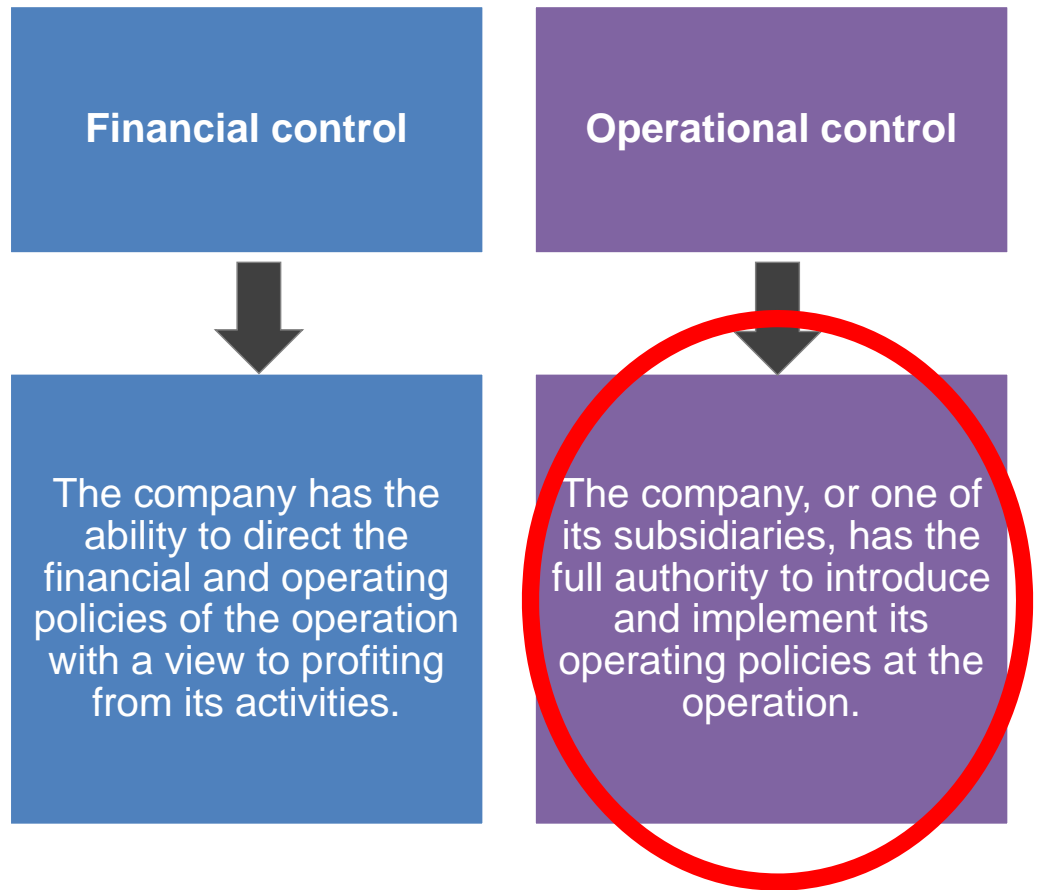 Financial control
Operational control
The company has the
ability to direct the
financial and operating
policies of the operation
with a view to profiting
from its activities.
The company, or one of
its subsidiaries, has the
full authority to introduce
and implement its
operating policies at the
operation.